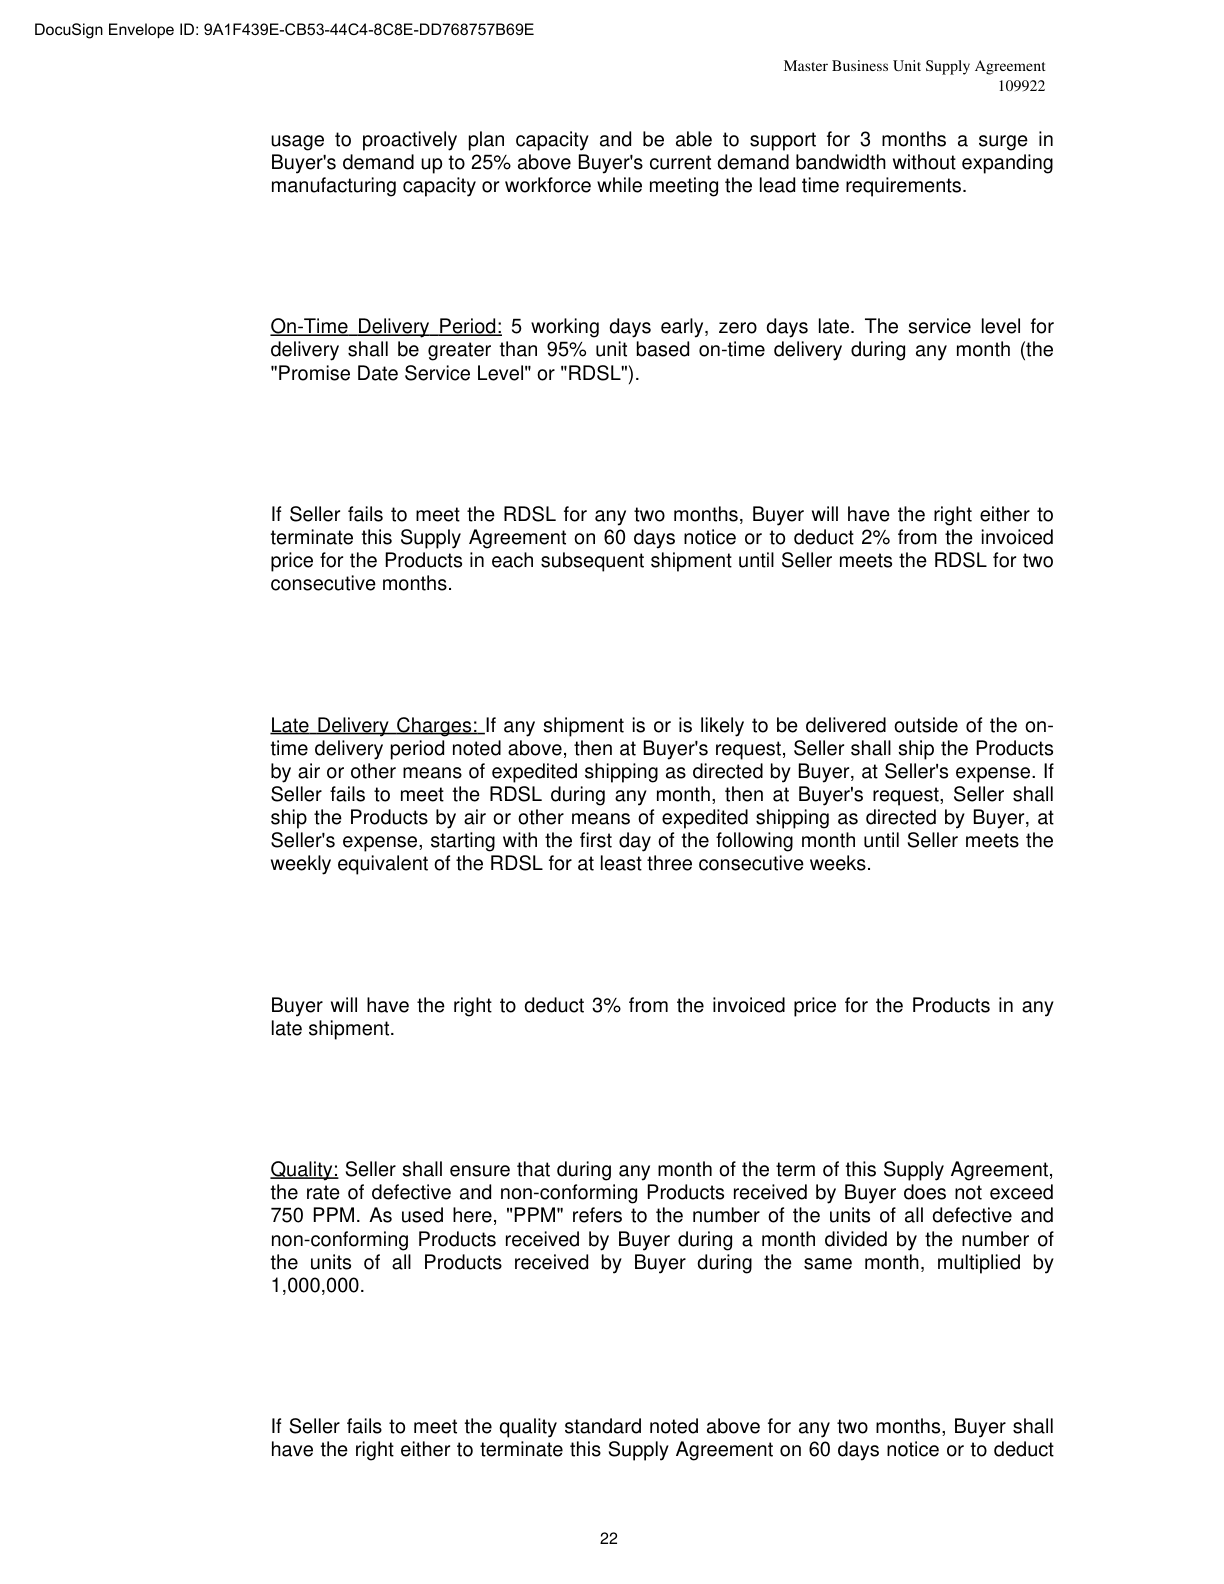 DocuSign Envelope ID: 9A1F439E-CB53-44C4-8C8E-DD768757B69E
Master Business Unit Supply Agreement
109922
usage to proactively plan capacity and be able to support for 3 months a surge in
Buyer's demand up to 25% above Buyer's current demand bandwidth without expanding
manufacturing capacity or workforce while meeting the lead time requirements.
On-Time Delivery Period: 5 working days early, zero days late. The service level for
delivery shall be greater than 95% unit based on-time delivery during any month (the
"Promise Date Service Level" or "RDSL").
If Seller fails to meet the RDSL for any two months, Buyer will have the right either to
terminate this Supply Agreement on 60 days notice or to deduct 2% from the invoiced
price for the Products in each subsequent shipment until Seller meets the RDSL for two
consecutive months.
Late Delivery Charges: If any shipment is or is likely to be delivered outside of the on-
time delivery period noted above, then at Buyer's request, Seller shall ship the Products
by air or other means of expedited shipping as directed by Buyer, at Seller's expense. If
Seller fails to meet the RDSL during any month, then at Buyer's request, Seller shall
ship the Products by air or other means of expedited shipping as directed by Buyer, at
Seller's expense, starting with the first day of the following month until Seller meets the
weekly equivalent of the RDSL for at least three consecutive weeks.
Buyer will have the right to deduct 3% from the invoiced price for the Products in any
late shipment.
Quality: Seller shall ensure that during any month of the term of this Supply Agreement,
the rate of defective and non-conforming Products received by Buyer does not exceed
750 PPM. As used here, "PPM" refers to the number of the units of all defective and
non-conforming Products received by Buyer during a month divided by the number of
the units of all Products received by Buyer during the same month, multiplied by
1,000,000.
If Seller fails to meet the quality standard noted above for any two months, Buyer shall
have the right either to terminate this Supply Agreement on 60 days notice or to deduct
22